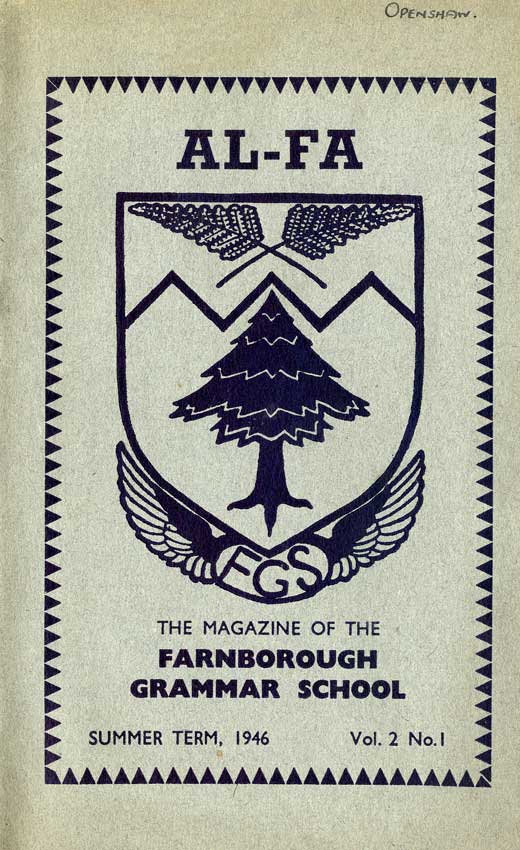 OPENSHAW.
AL-FA
FGS
THE MAGAZINE OF THE
FARNBOROUGH
GRAMMAR SCHOOL
SUMMER TERM, 1946 Vol. 2 No.1